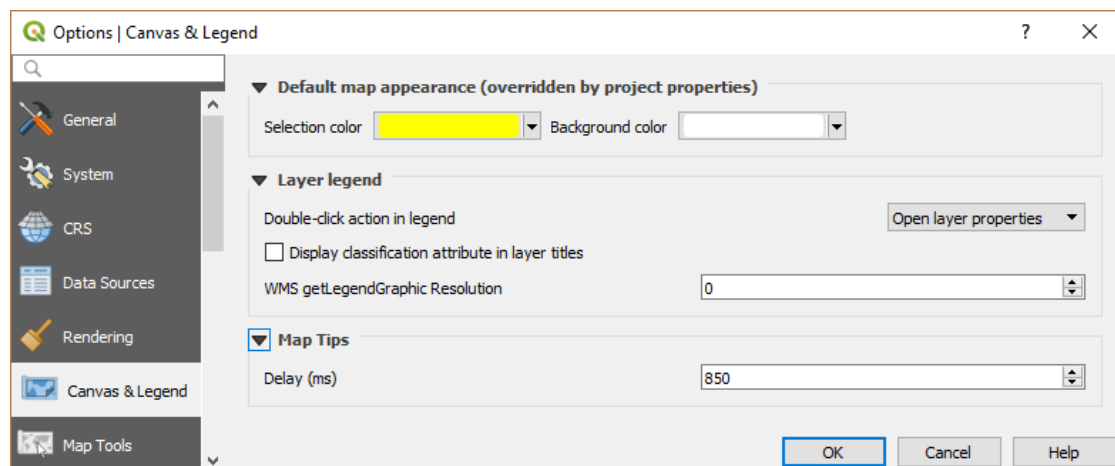 Options | Canvas & Legend
?
General
System
CRS
Data Sources
Rendering
Canvas & Legend
Map Tools
Default map appearance (overridden by project properties)
Selection color
Background color
Layer legend
Double-click action in legend
Open layer properties
Display classification attribute in layer titles
WMS getLegendGraphic Resolution
0
Map Tips
Delay (ms)
850
OK
Cancel
Help